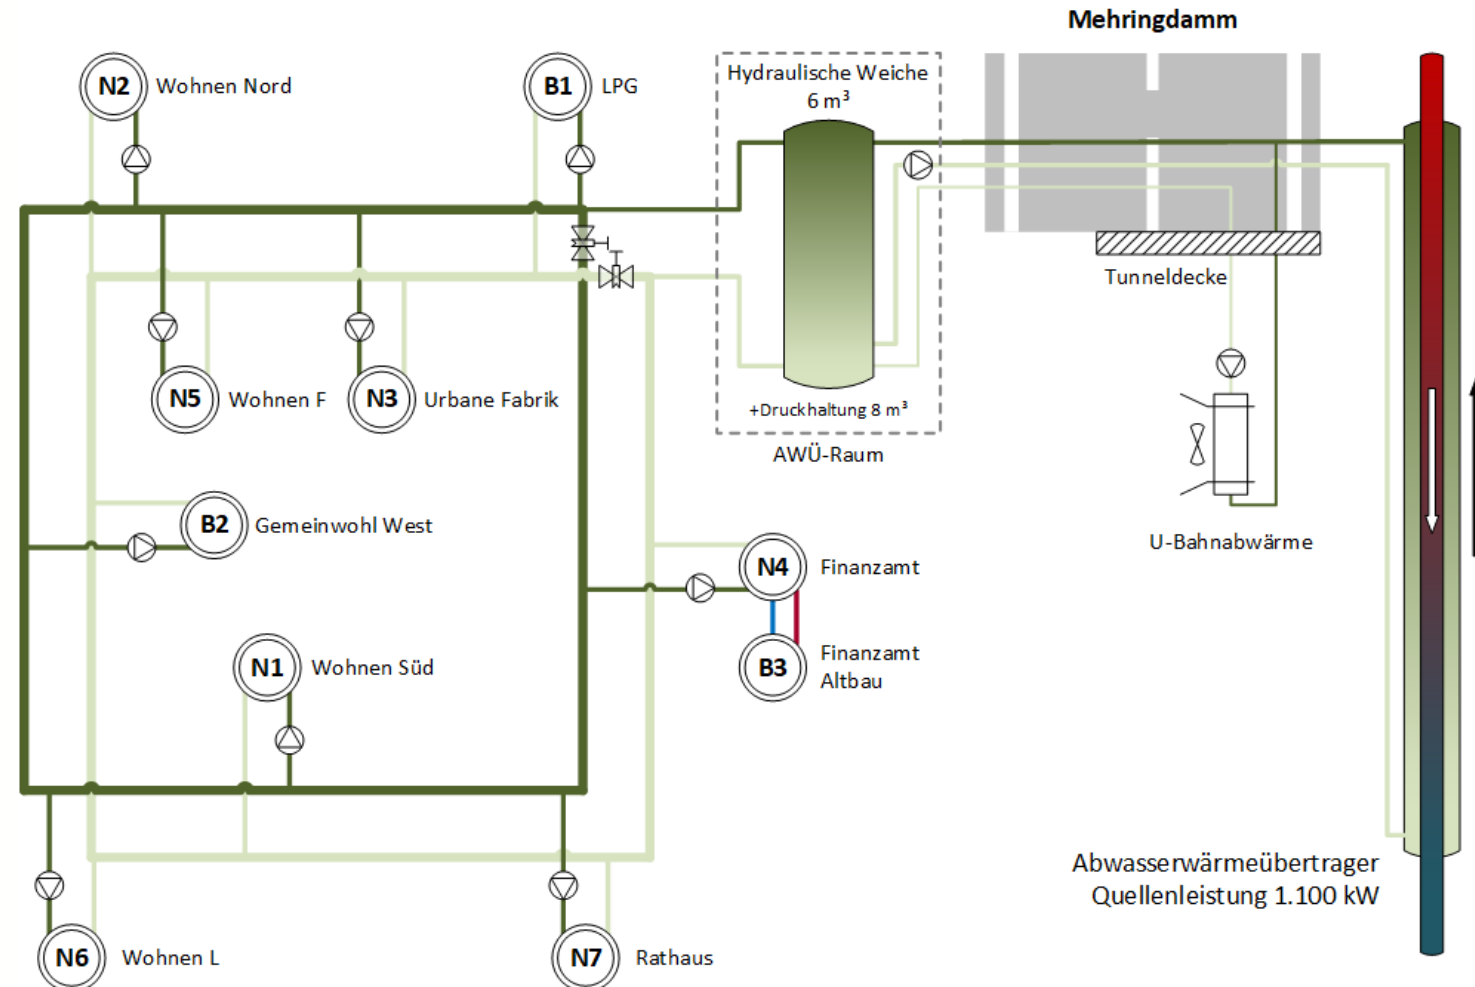 Mehringdamm
N2 Wohnen Nord
B1 LPG
Hydraulische Weiche
6 m³
Tunneldecke
N5 Wohnen F
N3 Urbane Fabrik
+Druckhaltung 8 m³
AWÜ-Raum
B2 Gemeinwohl West
U-Bahnabwärme
N4 Finanzamt
N1 Wohnen Süd
B3 Finanzamt
Altbau
Abwasserwärmeübertrager
Quellenleistung 1.100 kW
N6 Wohnen L
N7 Rathaus